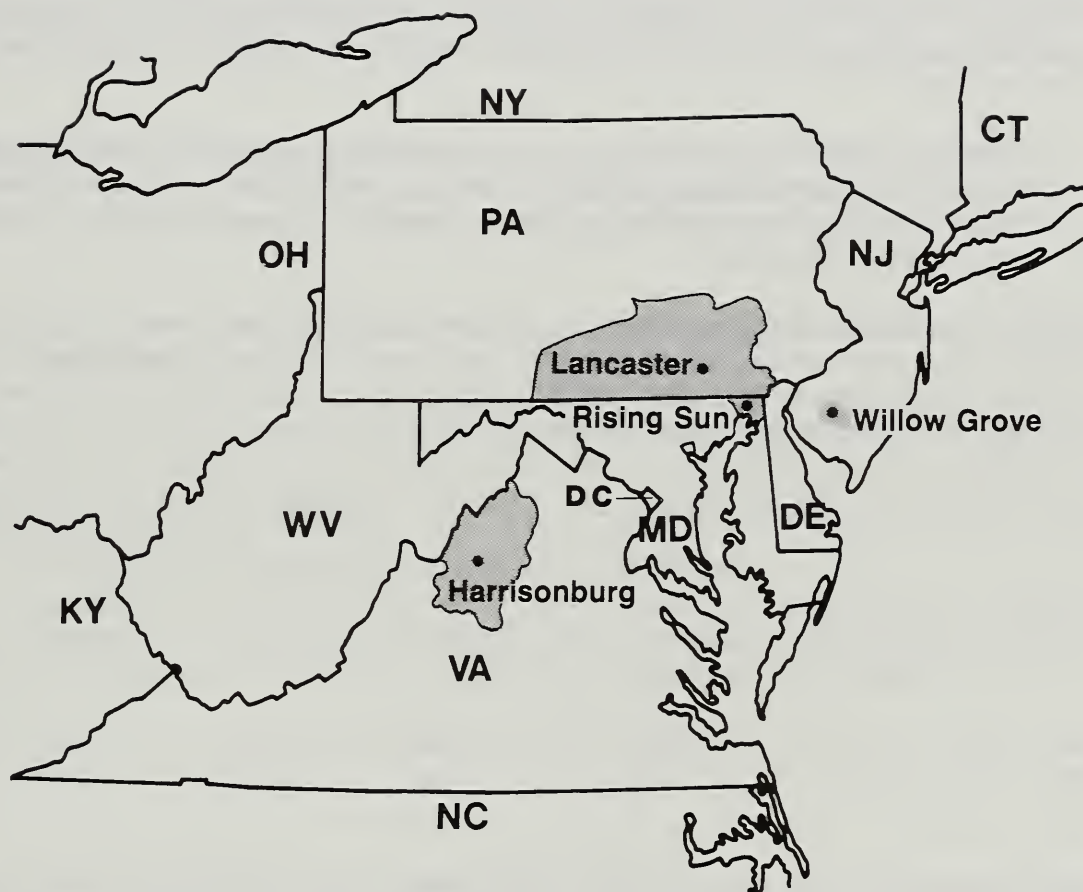 NY
CT
PA
OH
NJ
Lancaster
Rising Sun
Willow Grove
DC
WV
MD
DE
Harrisonburg
KY
VA
NC